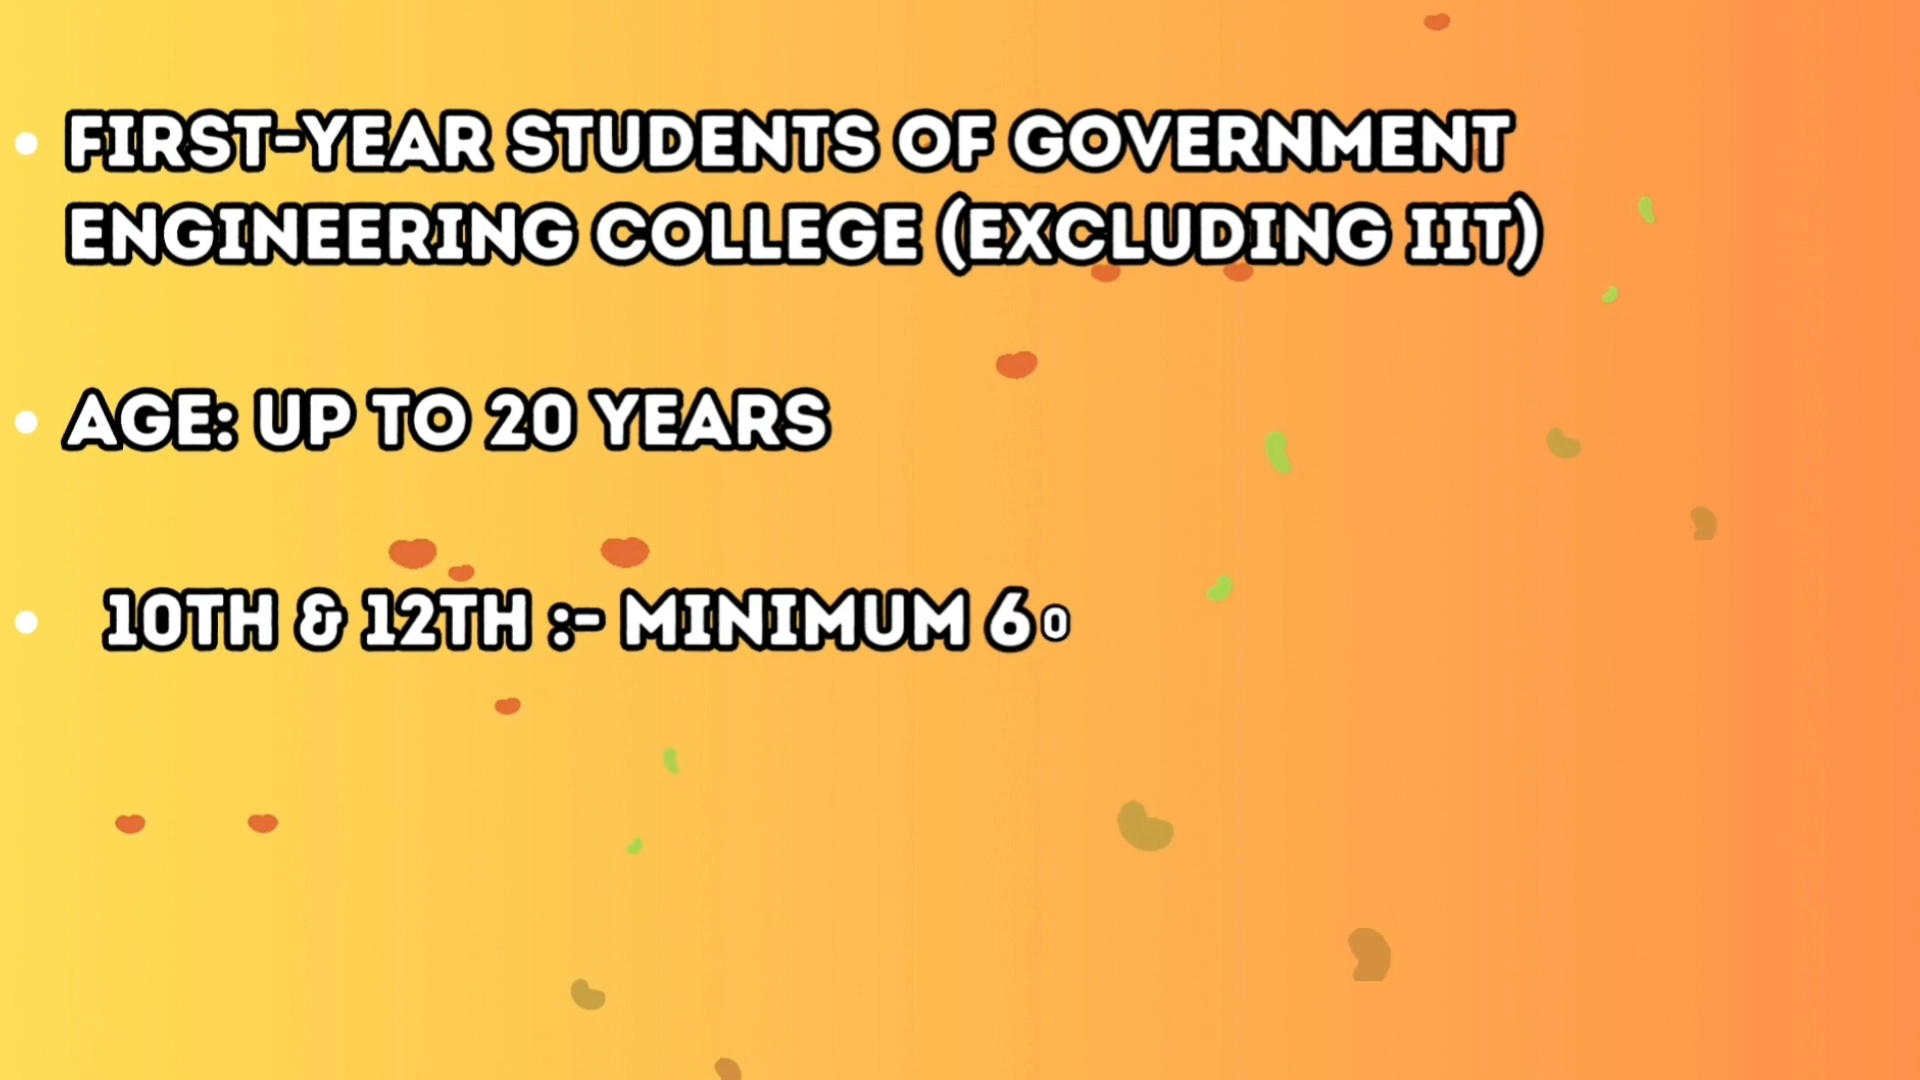 • FIRST-YEAR STUDENTS OF GOVERNMENT
ENGINEERING COLLEGE (EXCLUDING IIT)
• AGE: UP TO 20 YEARS
• 10TH & 12TH :- MINIMUM 60